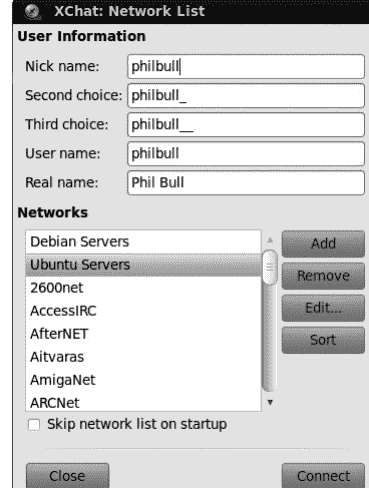 XChat: Network List
User Information
Nick name: philbull
Second choice: philbull_
Third choice: philbull__
User name: philbull
Real name: Phil Bull
Networks
Debian Servers
Add
Ubuntu Servers
Remove
2600net
AccessIRC
Edit...
AfterNET
Sort
Aitvaras
AmigaNet
ARCNet
Skip network list on startup
Close
Connect